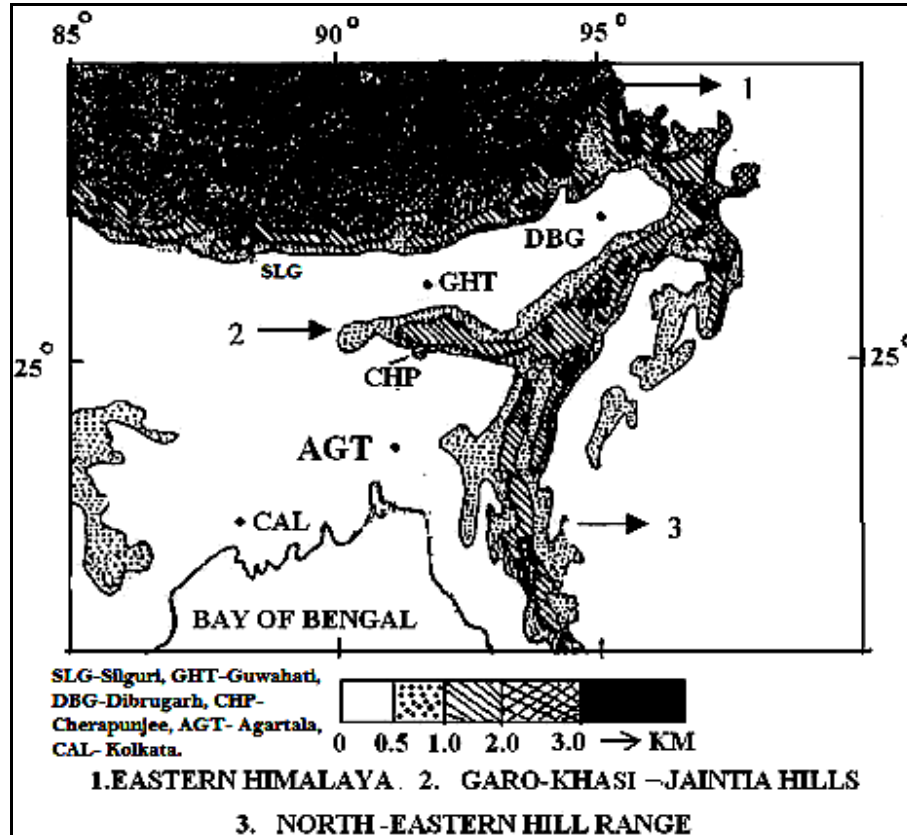 85° 90° 95°
1
DBG
SLG
GHT
2
25° 25°
CHP
AGT
CAL
3
BAY OF BENGAL
SLG-Silguri, GHT-Guwahati,
DBG-Dibrugarh, CHP-
Cherapunjee, AGT- Agartala,
CAL- Kolkata.
0 0.5 1.0 2.0 3.0 → KM
1.EASTERN HIMALAYA. 2. GARO-KHASI –JAINTIA HILLS
3. NORTH -EASTERN HILL RANGE